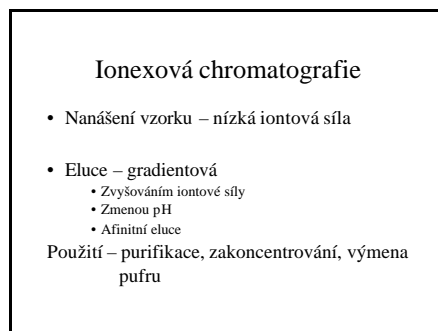 Ionexová chromatografie
• Nanášení vzorku – nízká iontová síla
• Eluce – gradientová
• Zvyšováním iontové síly
• Zmenou pH
• Afinitní eluce
Použití – purifikace, zakoncentrování, výmena
pufru